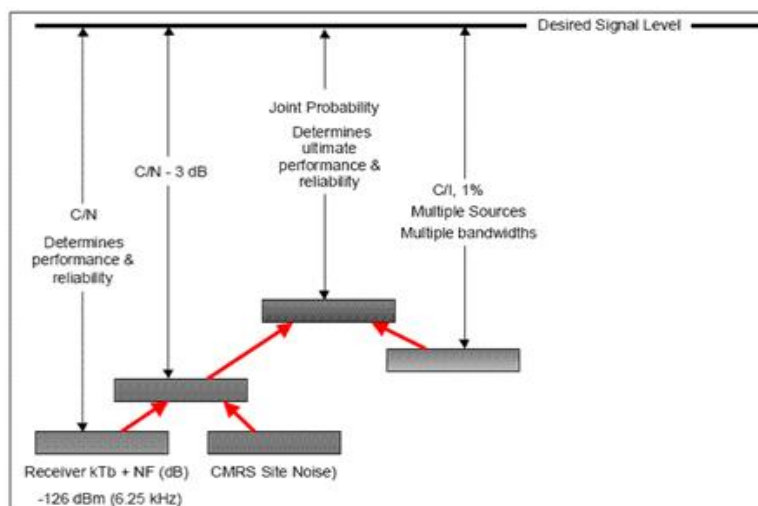 Desired Signal Level
Joint Probability
Determines
ultimate
performance &
reliability
C/N - 3 dB
C/I, 1%
Multiple Sources
Multiple bandwidths
C/N
Determines
performance &
reliability
Receiver kTb + NF (dB)
CMRS Site Noise)
-126 dBm (6.25 kHz)